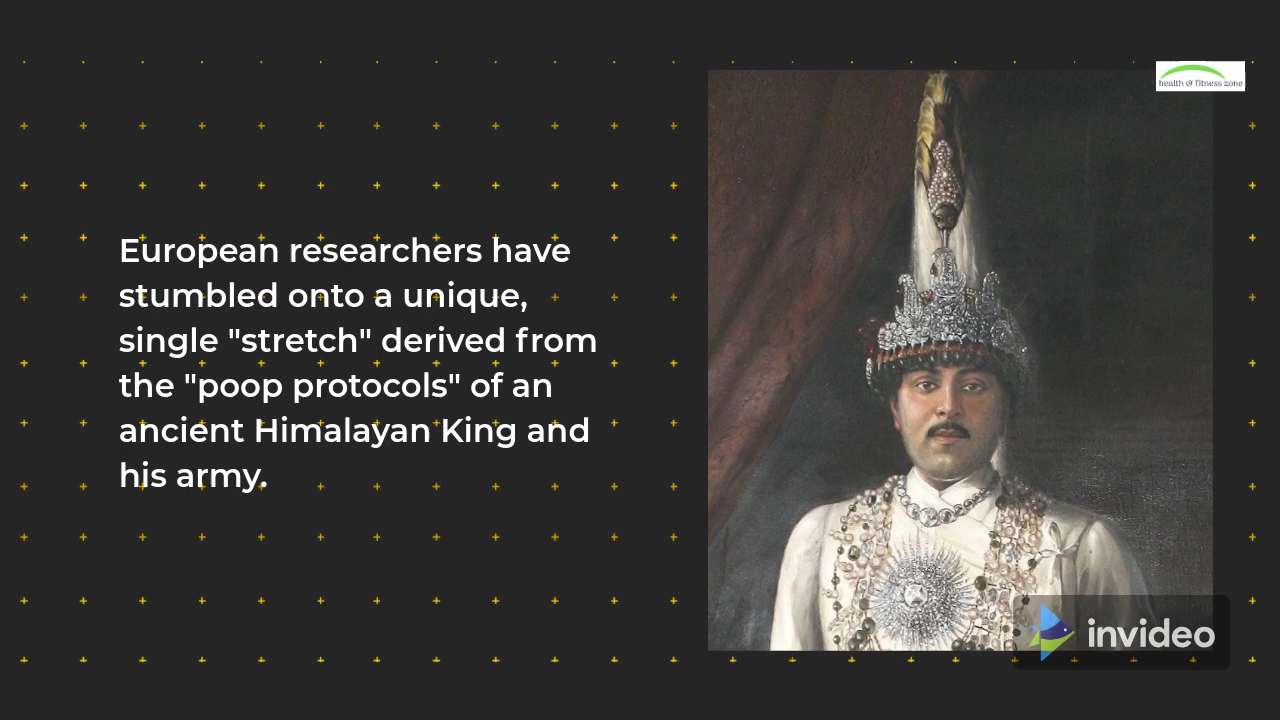 health & fitness zone
European researchers have
stumbled onto a unique,
single "stretch" derived from
the "poop protocols" of an
ancient Himalayan King and
his army.
invideo